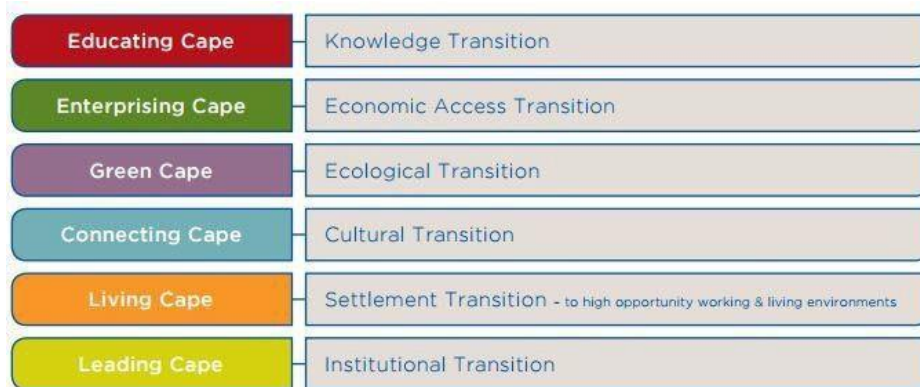 Educating Cape Knowledge Transition
Enterprising Cape Economic Access Transition
Green Cape Ecological Transition
Connecting Cape Cultural Transition
Living Cape Settlement Transition - to high opportunity working & living environments
Leading Cape Institutional Transition